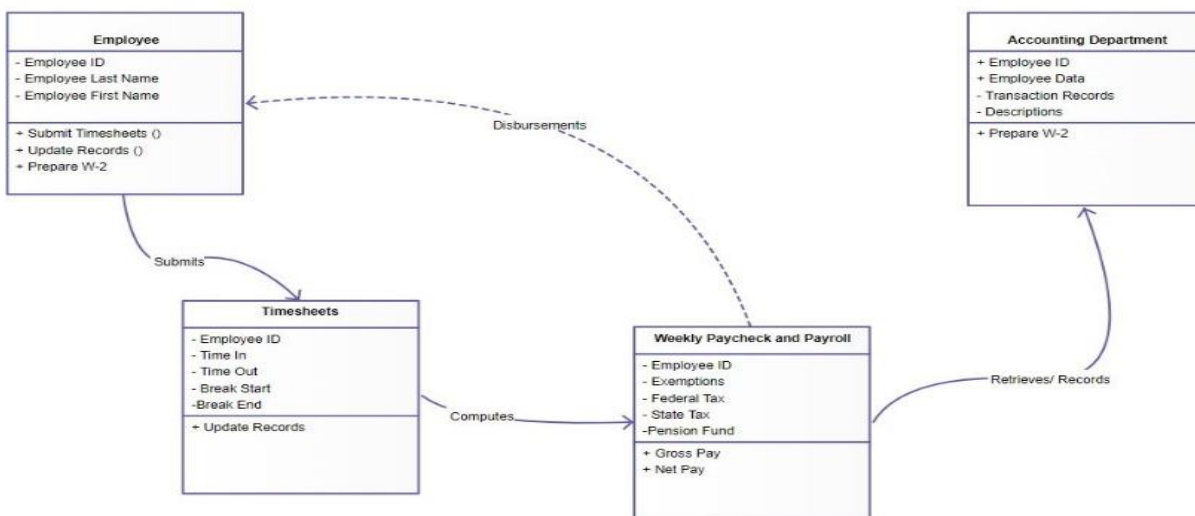 Employee
- Employee ID
- Employee Last Name
- Employee First Name
+ Submit Timesheets ()
+ Update Records ()
+ Prepare W-2
Accounting Department
+ Employee ID
+ Employee Data
- Transaction Records
- Descriptions
+ Prepare W-2
Disbursements
Submits
Timesheets
- Employee ID
- Time In
- Time Out
- Break Start
-Break End
+ Update Records
Computes
Weekly Paycheck and Payroll
- Employee ID
- Exemptions
- Federal Tax
- State Tax
-Pension Fund
+ Gross Pay
+ Net Pay
Retrieves/ Records